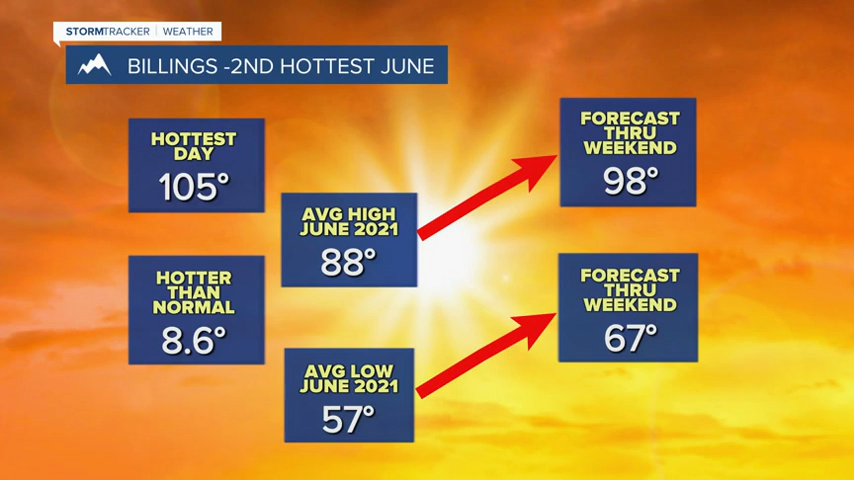 STORMTRACKER | WEATHER
BILLINGS -2ND HOTTEST JUNE
HOTTEST
DAY
105°
HOTTER
THAN
NORMAL
8.6°
AVG HIGH
JUNE 2021
88°
AVG LOW
JUNE 2021
57°
FORECAST
THRU
WEEKEND
98°
FORECAST
THRU
WEEKEND
67°